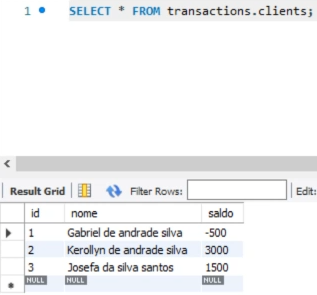 1 SELECT * FROM transactions.clients;
Result Grid Filter Rows: Edit:
id nome saldo
1 Gabriel de andrade silva -500
2 Kerollyn de andrade silva 3000
3 Josefa da silva santos 1500
NULL NULL NULL